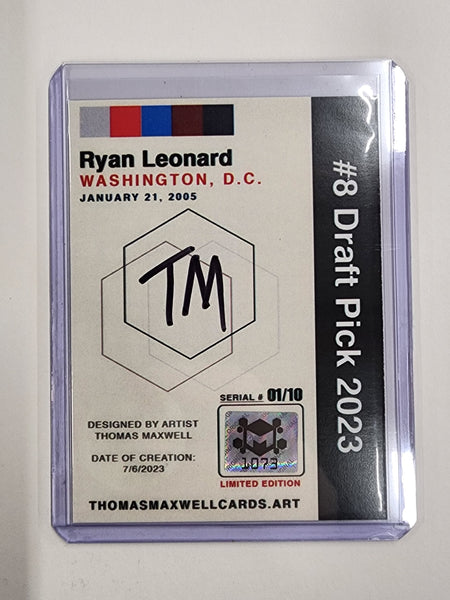 Ryan Leonard
WASHINGTON, D.C.
JANUARY 21, 2005
TM
SERIAL # 01/10
DESIGNED BY ARTIST
THOMAS MAXWELL
DATE OF CREATION:
7/6/2023
1073
LIMITED EDITION
THOMASMAXWELLCARDS.ART
#8 Draft Pick 2023